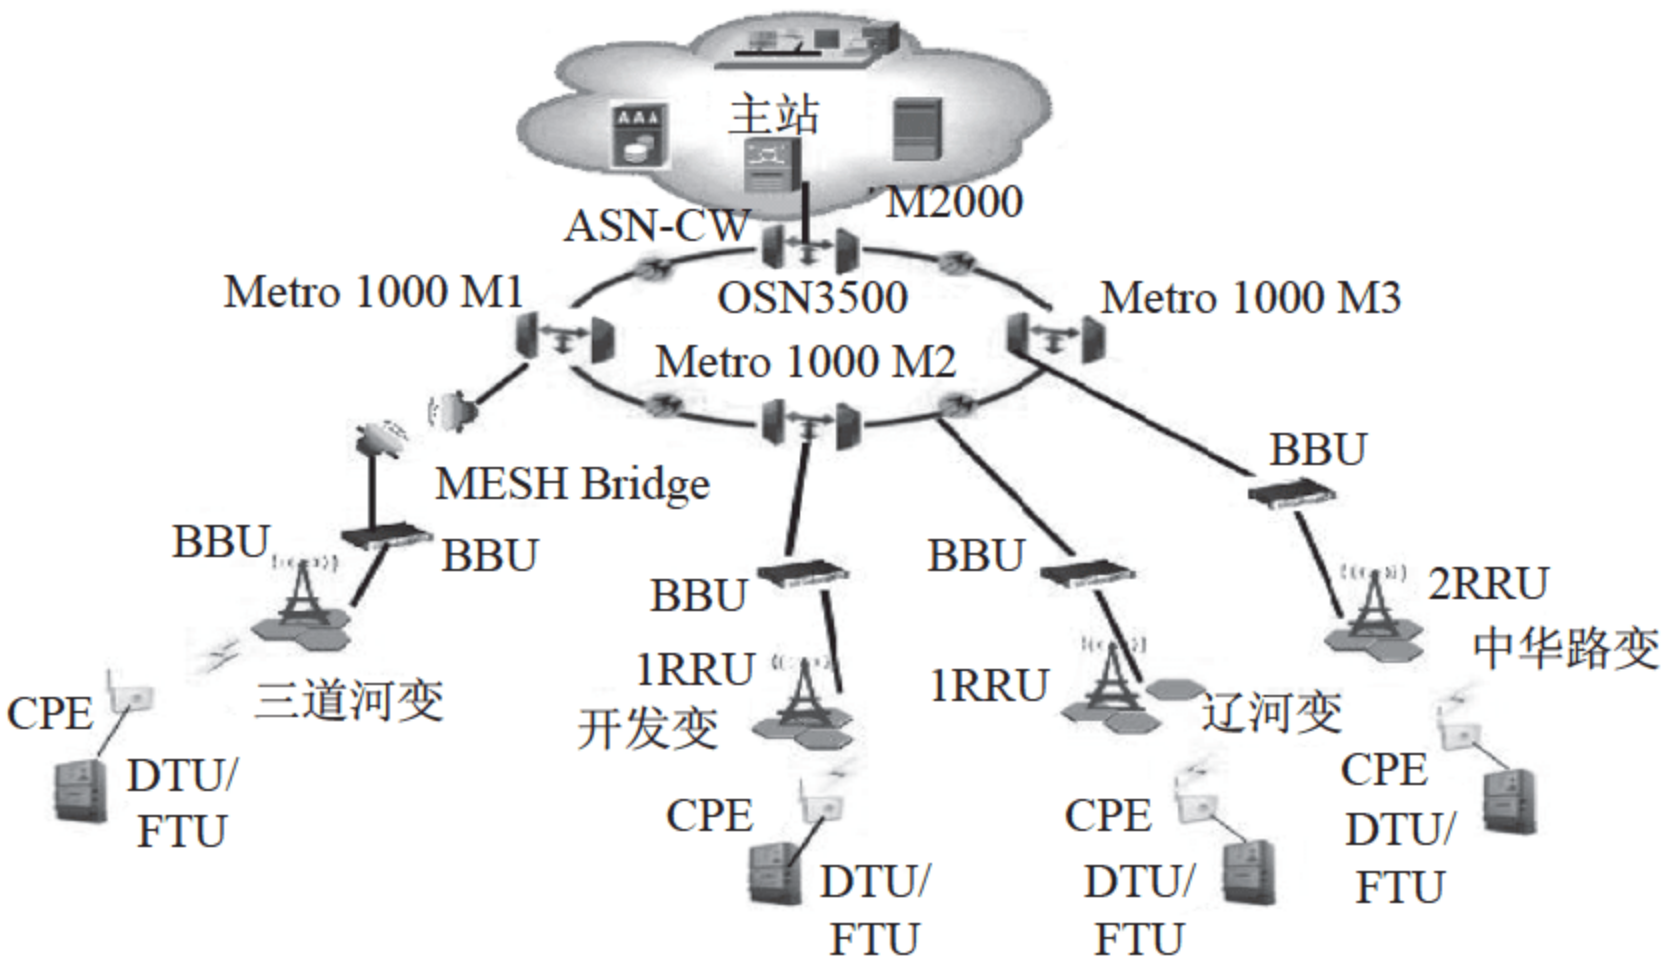 AAA
主站
M2000
ASN-CW
Metro 1000 M1
OSN3500
Metro 1000 M3
Metro 1000 M2
BBU
MESH Bridge
BBU
BBU
BBU
BBU
2RRU
中华路变
1RRU
开发变
1RRU
辽河变
三道河变
CPE
DTU/
FTU
CPE
DTU/
FTU
CPE
DTU/
FTU
CPE
DTU/
FTU